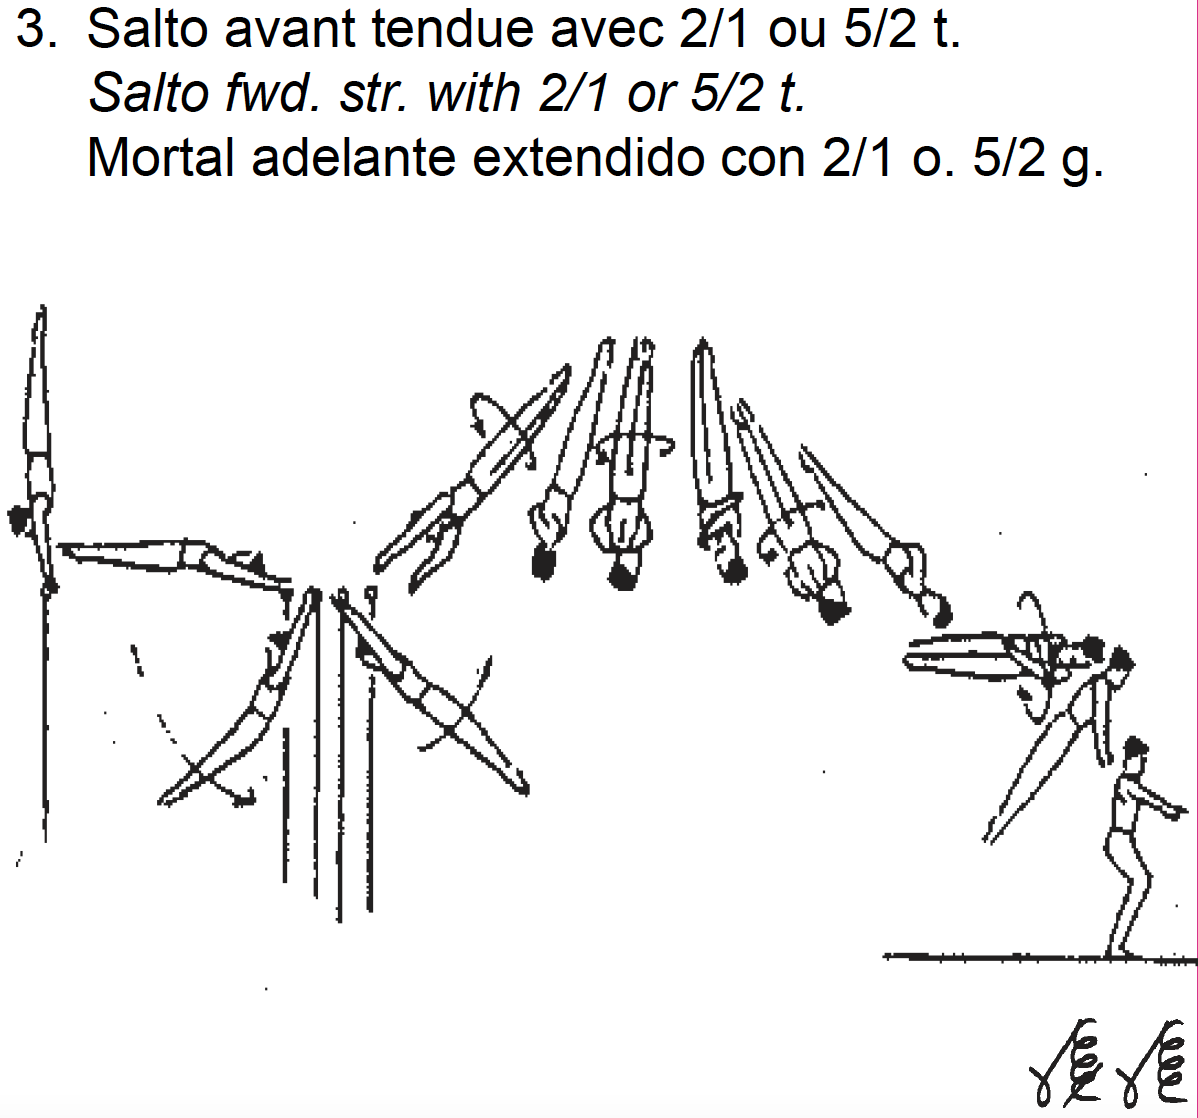 3. Salto avant tendue avec 2/1 ou 5/2 t.
Salto fwd. str. with 2/1 or 5/2 t.
Mortal adelante extendido con 2/1 o. 5/2 g.